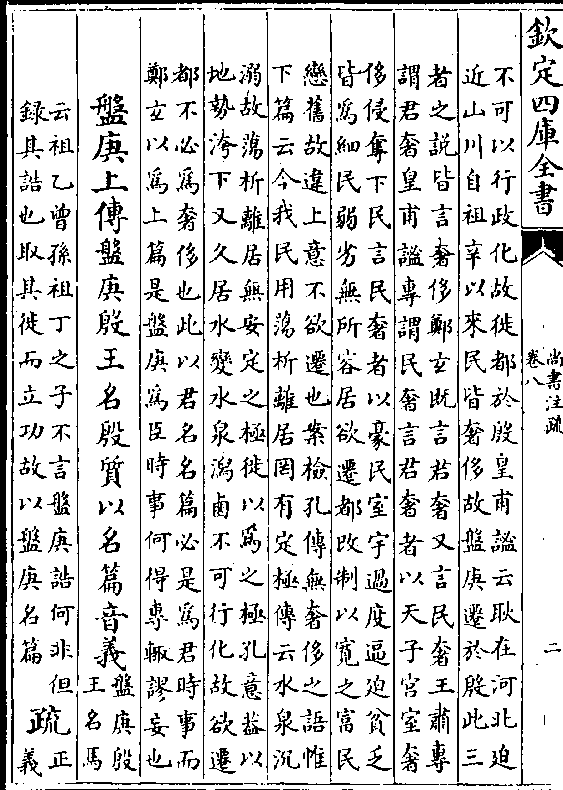 欽定四庫全書
尚書注疏
卷八
二
不可以行政化故徙都於殷皇甫謐云耿在河北迫
近山川自祖辛以來民皆奢侈故盤庚遷於殷此三
者之説皆言奢侈鄭玄既言君奢又言民奢王肅專
謂君奢皇甫謐專謂民奢言君奢者以天子宫室奢
侈侵奪下民言民奢者以豪民室宇過度逼迫貧乏
皆為細民弱劣無所容居欲遷都改制以寛之富民
戀舊故違上意不欲遷也案檢孔傳無奢侈之語惟
下篇云今我民用蕩析離居罔有定極傳云水泉沉
溺故蕩析離居無安定之極徙以為之極孔意葢以
地勢洿下又久居水變水泉瀉鹵不可行化故欲遷
都不必為奢侈也此以君名名篇必是為君時事而
鄭玄以為上篇是盤庚為臣時事何得專輒謬妄也
盤庚上傳盤庚殷王名殷質以名篇音義
盤庚殷
王名馬
云祖乙曾孫祖丁之子不言盤庚誥何非但
録其誥也取其徙而立功故以盤庚名篇
疏
正
義